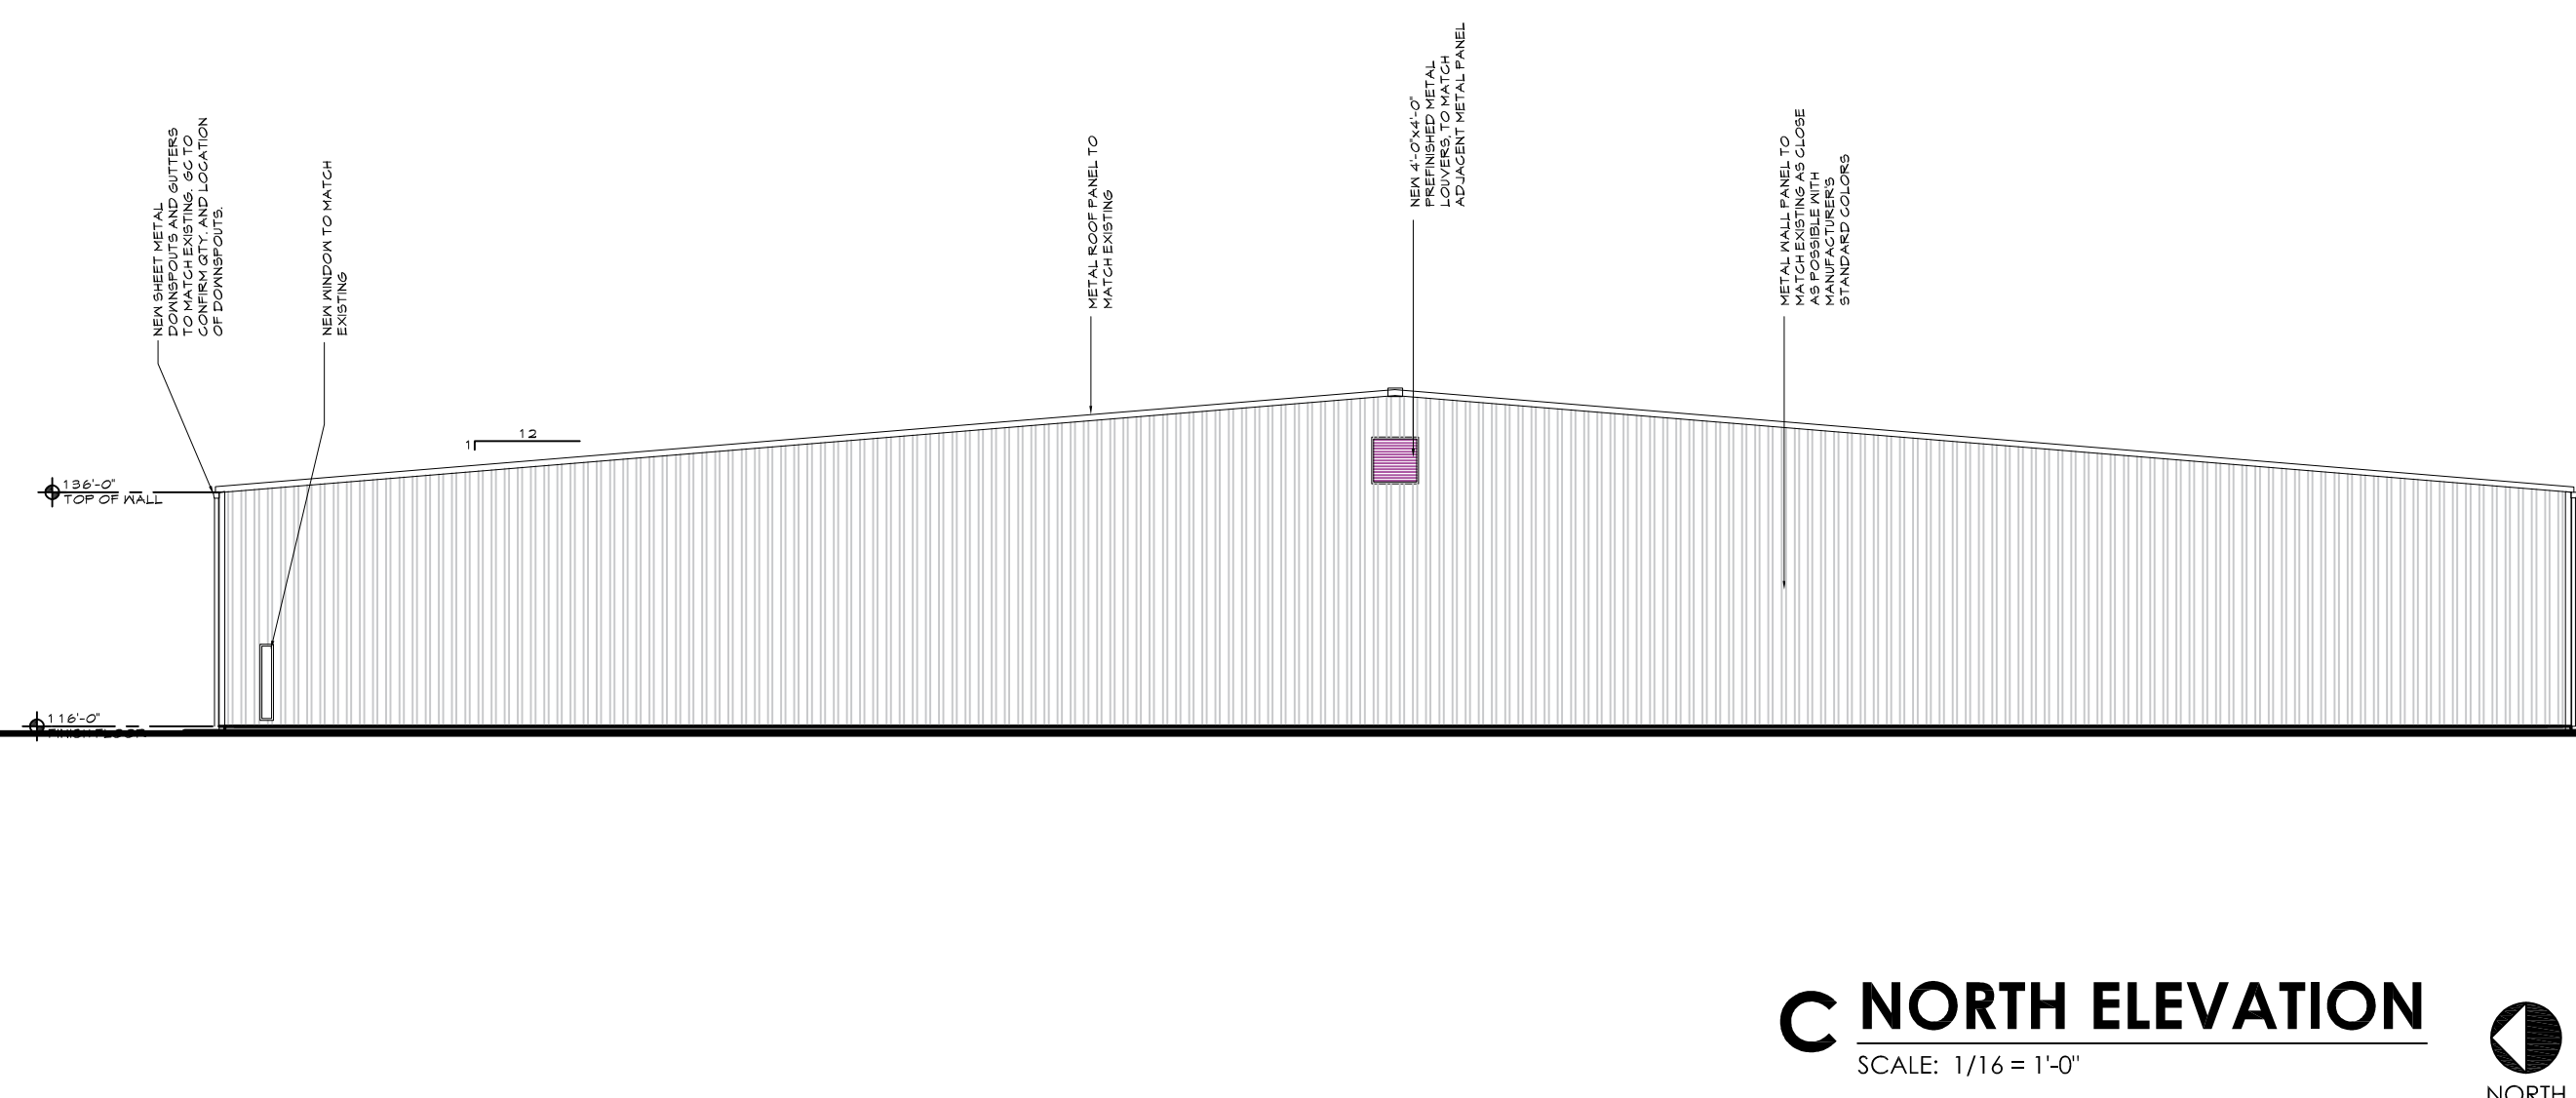 NEW SHEET METAL
DOWNSPOUTS AND GUTTERS
TO MATCH EXISTING. GC TO
CONFIRM QTY. AND LOCATION
OF DOWNSPOUTS.
NEW WINDOW TO MATCH
EXISTING
METAL ROOF PANEL TO
MATCH EXISTING
NEW 4'-0"x4'-0"
PREFINISHED METAL
LOUVERS, TO MATCH
ADJACENT METAL PANEL
METAL WALL PANEL TO
MATCH EXISTING AS CLOSE
AS POSSIBLE WITH
MANUFACTURER'S
STANDARD COLORS
12
1
136'-0"
TOP OF WALL
116'-0"
FINISH FLOOR
C NORTH ELEVATION
SCALE: 1/16 = 1'-0"
NORTH